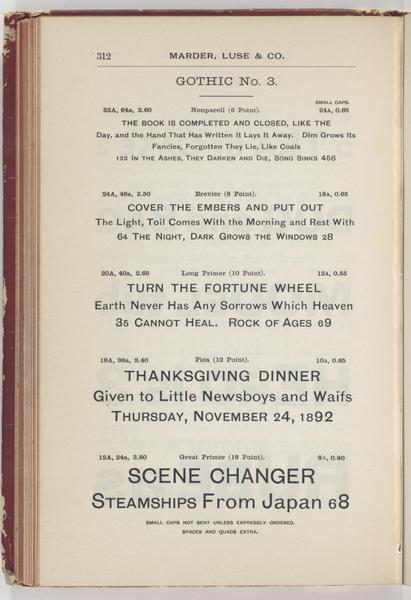 312 MARDER, LUSE & CO.
GOTHIC No. 3.
SMALL CAPS.
32A, 64a, 2.60 Nonpareil (6 Point). 24A, 0.65
THE BOOK IS COMPLETED AND CLOSED, LIKE THE
Day, and the Hand That Has Written It Lays It Away. Dim Grows Its
Fancies, Forgotten They Lie, Like Coals
123 IN THE ASHES, THEY DARKEN AND DIE, SONG SINKS 456
24A, 48a, 2.50 Brevier (8 Point). 18A, 0.65
COVER THE EMBERS AND PUT OUT
The Light, Toil Comes With the Morning and Rest With
64 THE NIGHT, DARK GROWS THE WINDOWS 28
20A, 40a, 2.65 Long Primer (10 Point). 12A, 0.55
TURN THE FORTUNE WHEEL
Earth Never Has Any Sorrows Which Heaven
35 CANNOT HEAL. ROCK OF AGES 69
18A, 36a, 3.40 Pica (12 Point). 10A, 0.65
THANKSGIVING DINNER
Given to Little Newsboys and Waifs
THURSDAY, NOVEMBER 24, 1892
12A, 24a, 3.80 Great Primer (18 Point). 8A, 0.90
SCENE CHANGER
STEAMSHIPS From Japan 68
SMALL CAPS NOT SENT UNLESS EXPRESSLY ORDERED.
SPACES AND QUADS EXTRA.